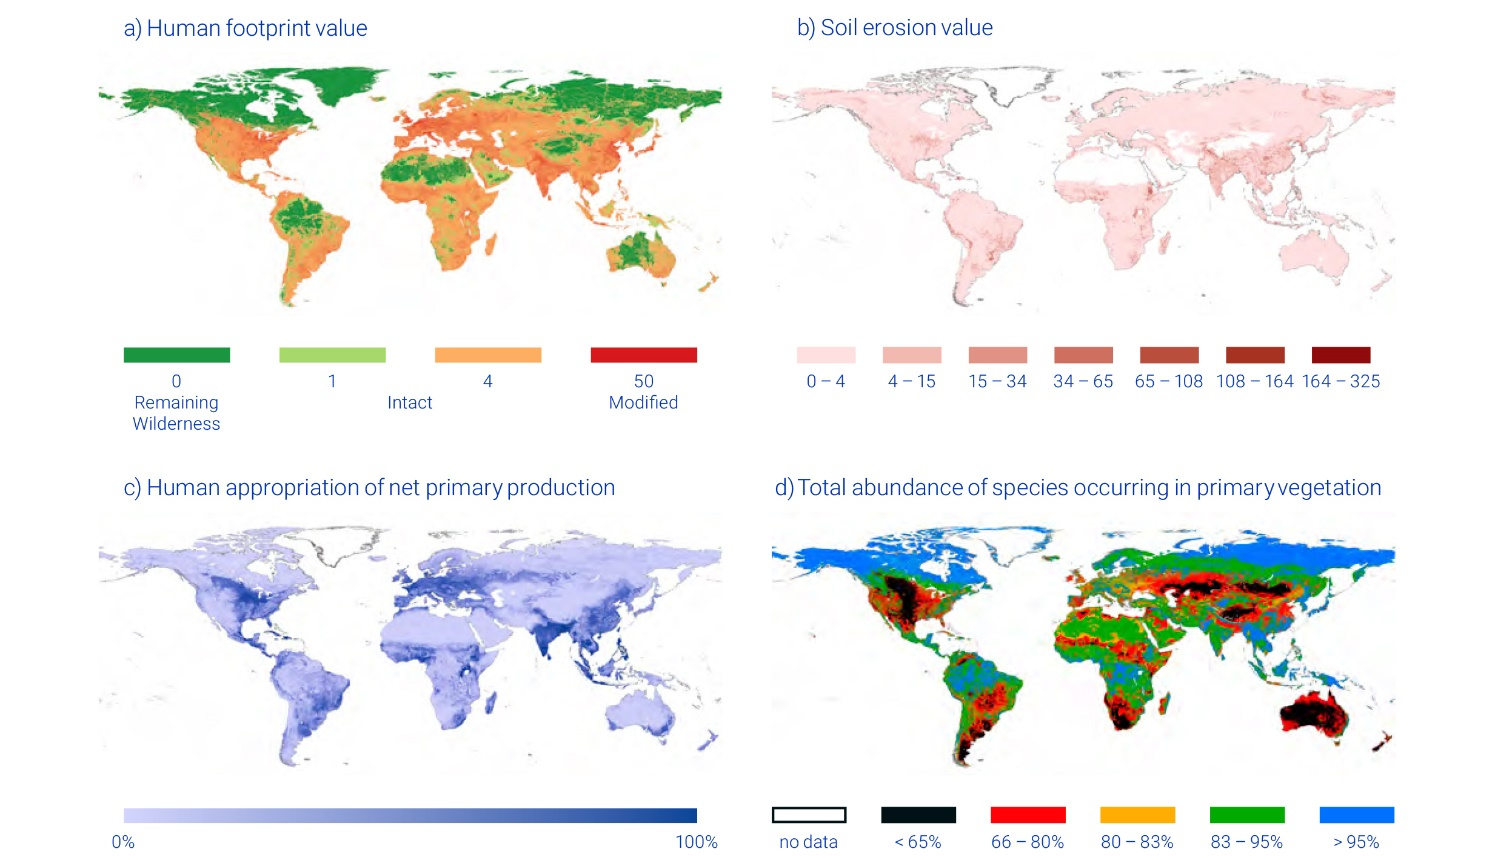 a) Human footprint value
0
1
4
50
Remaining
Wilderness
Intact
Modified
b) Soil erosion value
0 – 4
4 – 15
15 – 34
34 – 65
65 – 108
108 – 164
164 – 325
c) Human appropriation of net primary production
0%
100%
d) Total abundance of species occurring in primary vegetation
no data
< 65%
66 – 80%
80 – 83%
83 – 95%
> 95%